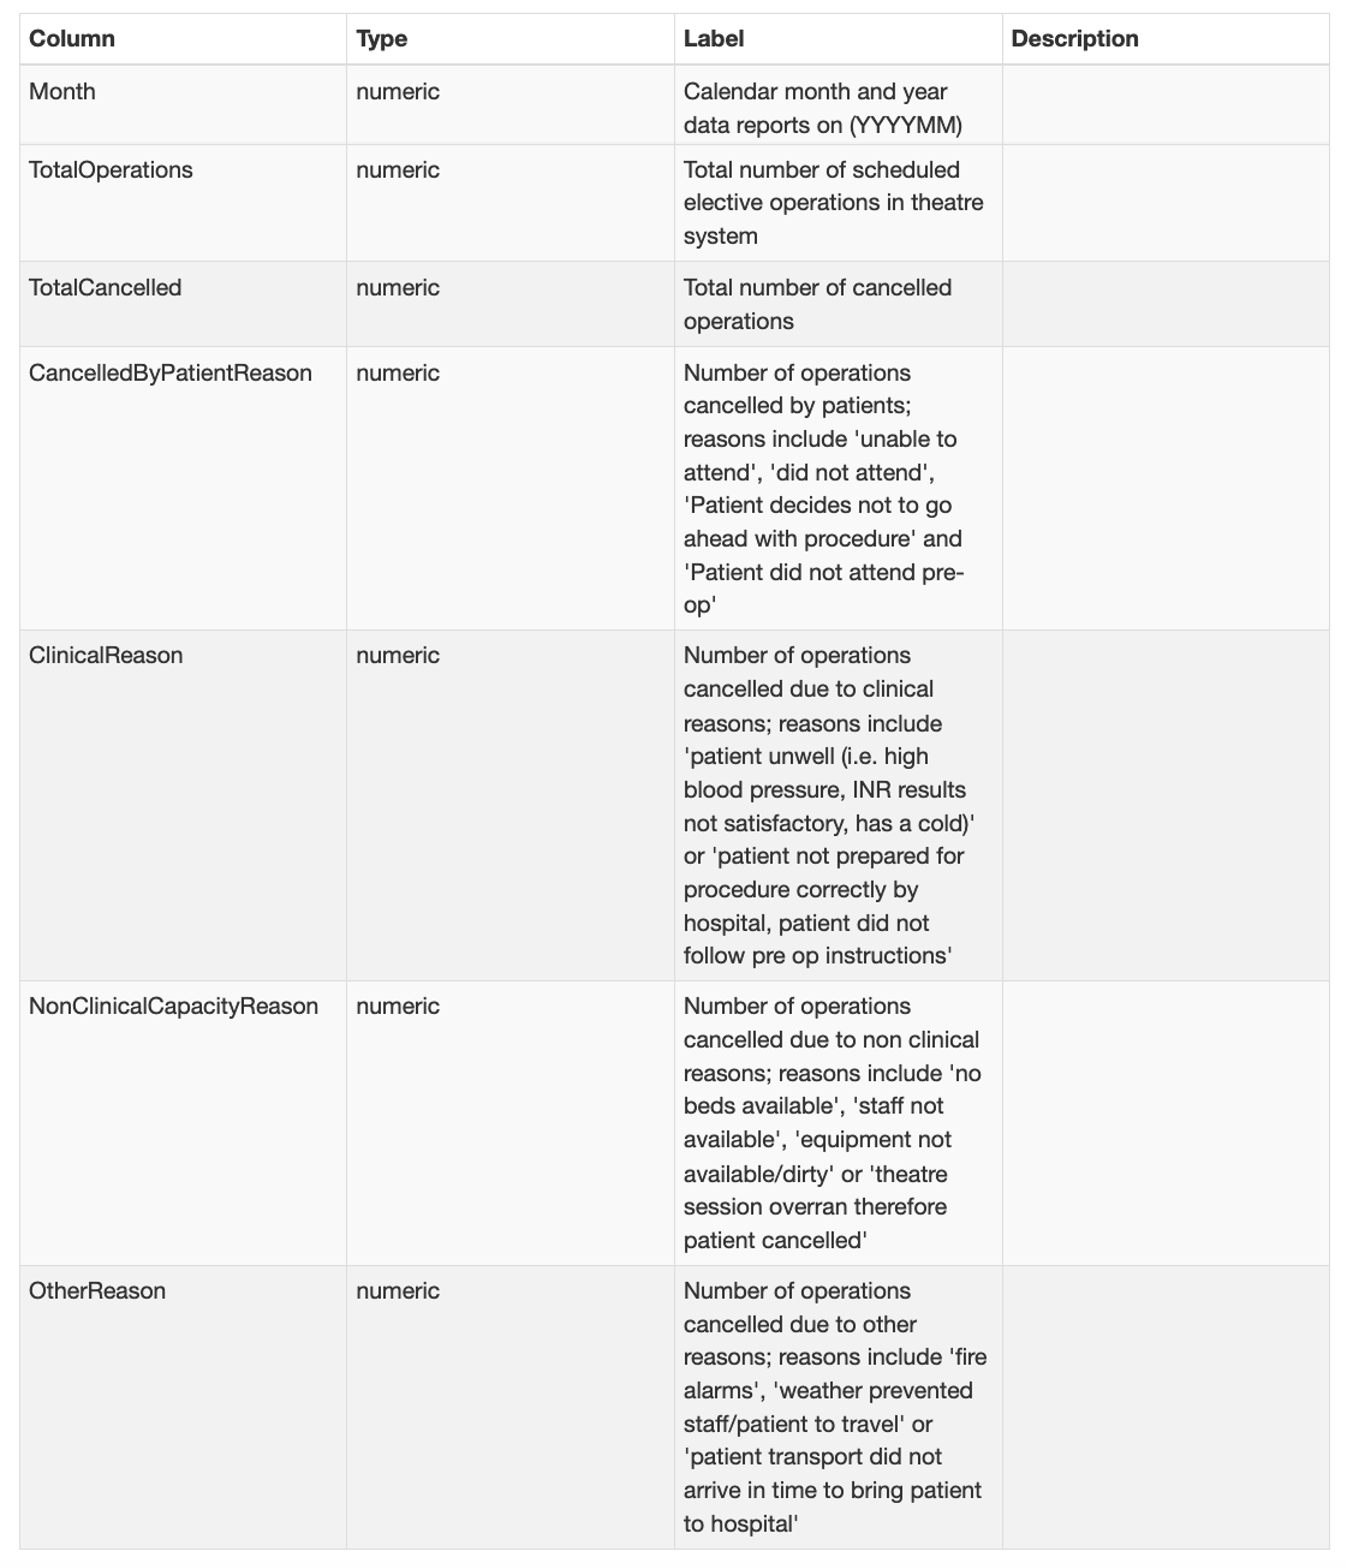 Column Type Label Description
Month numeric Calendar month and year
data reports on (YYYYMM)
TotalOperations numeric Total number of scheduled
elective operations in theatre
system
TotalCancelled numeric Total number of cancelled
operations
CancelledByPatientReason numeric Number of operations
cancelled by patients;
reasons include 'unable to
attend', 'did not attend',
'Patient decides not to go
ahead with procedure' and
'Patient did not attend pre-
op'
ClinicalReason numeric Number of operations
cancelled due to clinical
reasons; reasons include
'patient unwell (i.e. high
blood pressure, INR results
not satisfactory, has a cold)'
or 'patient not prepared for
procedure correctly by
hospital, patient did not
follow pre op instructions'
NonClinicalCapacityReason numeric Number of operations
cancelled due to non clinical
reasons; reasons include 'no
beds available', 'staff not
available', 'equipment not
available/dirty' or 'theatre
session overran therefore
patient cancelled'
OtherReason numeric Number of operations
cancelled due to other
reasons; reasons include 'fire
alarms', 'weather prevented
staff/patient to travel' or
'patient transport did not
arrive in time to bring patient
to hospital'